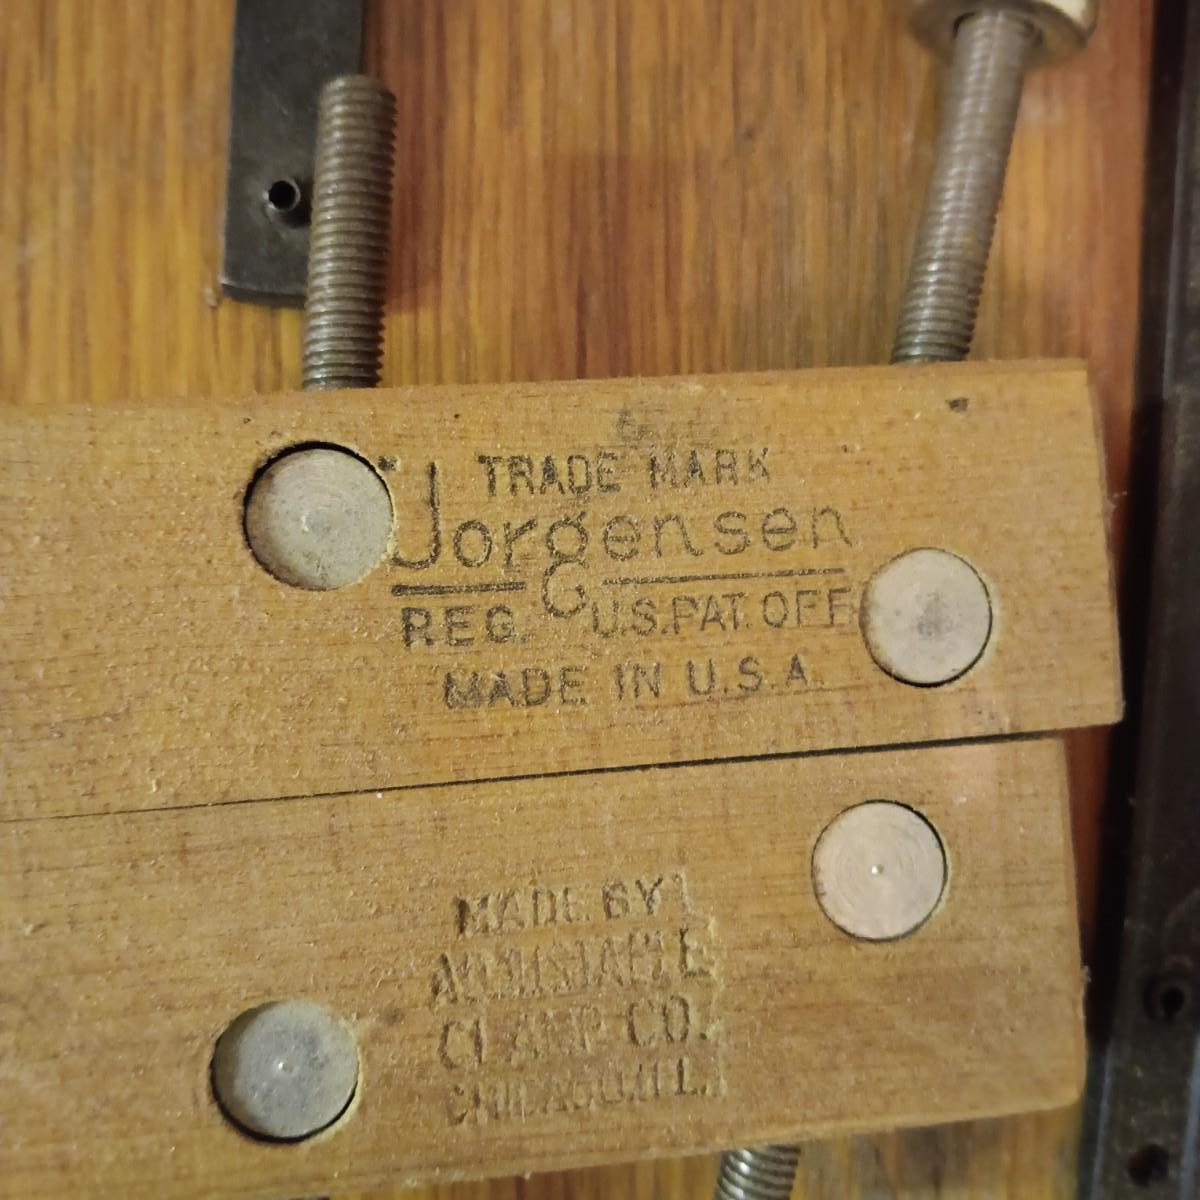 TRADE MARK
"Jorgensen"
REG. U.S. PAT. OFF.
MADE IN U.S.A.
MADE BY
ADJUSTABLE
CLAMP CO.
CHICAGO, ILL.